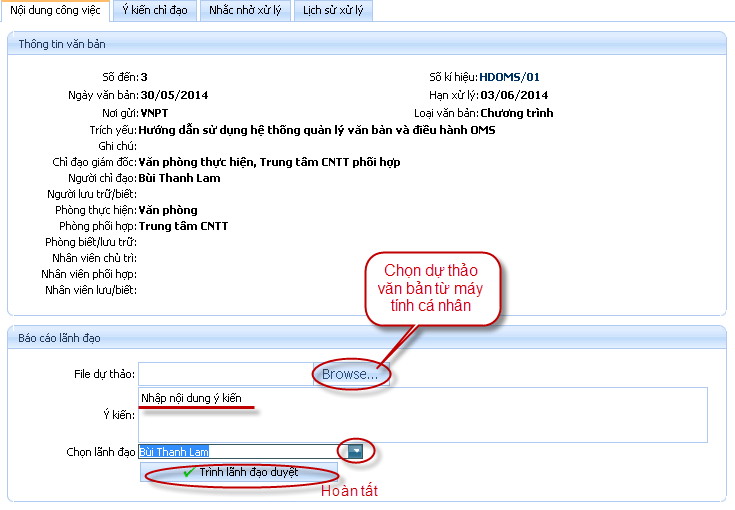 Nội dung công việc Ý kiến chỉ đạo Nhắc nhở xử lý Lịch sử xử lý
Thông tin văn bản
Số đến: 3 Số kí hiệu: HDOMS/01
Ngày văn bản: 30/05/2014 Hạn xử lý: 03/06/2014
Nơi gửi: VNPT Loại văn bản: Chương trình
Trích yếu: Hướng dẫn sử dụng hệ thống quản lý văn bản và điều hành OMS
Ghi chú:
Chỉ đạo giám đốc: Văn phòng thực hiện, Trung tâm CNTT phối hợp
Người chỉ đạo: Bùi Thanh Lam
Người lưu trữ/biết:
Phòng thực hiện: Văn phòng
Phòng phối hợp: Trung tâm CNTT
Phòng biết/lưu trữ:
Nhân viên chủ trì:
Nhân viên phối hợp:
Nhân viên lưu/biết:
Chọn dự thảo
văn bản từ máy
tính cá nhân
Báo cáo lãnh đạo
File dự thảo: Browse...
Nhập nội dung ý kiến
Ý kiến:
Chọn lãnh đạo Bùi Thanh Lam
Trình lãnh đạo duyệt
Hoàn tất